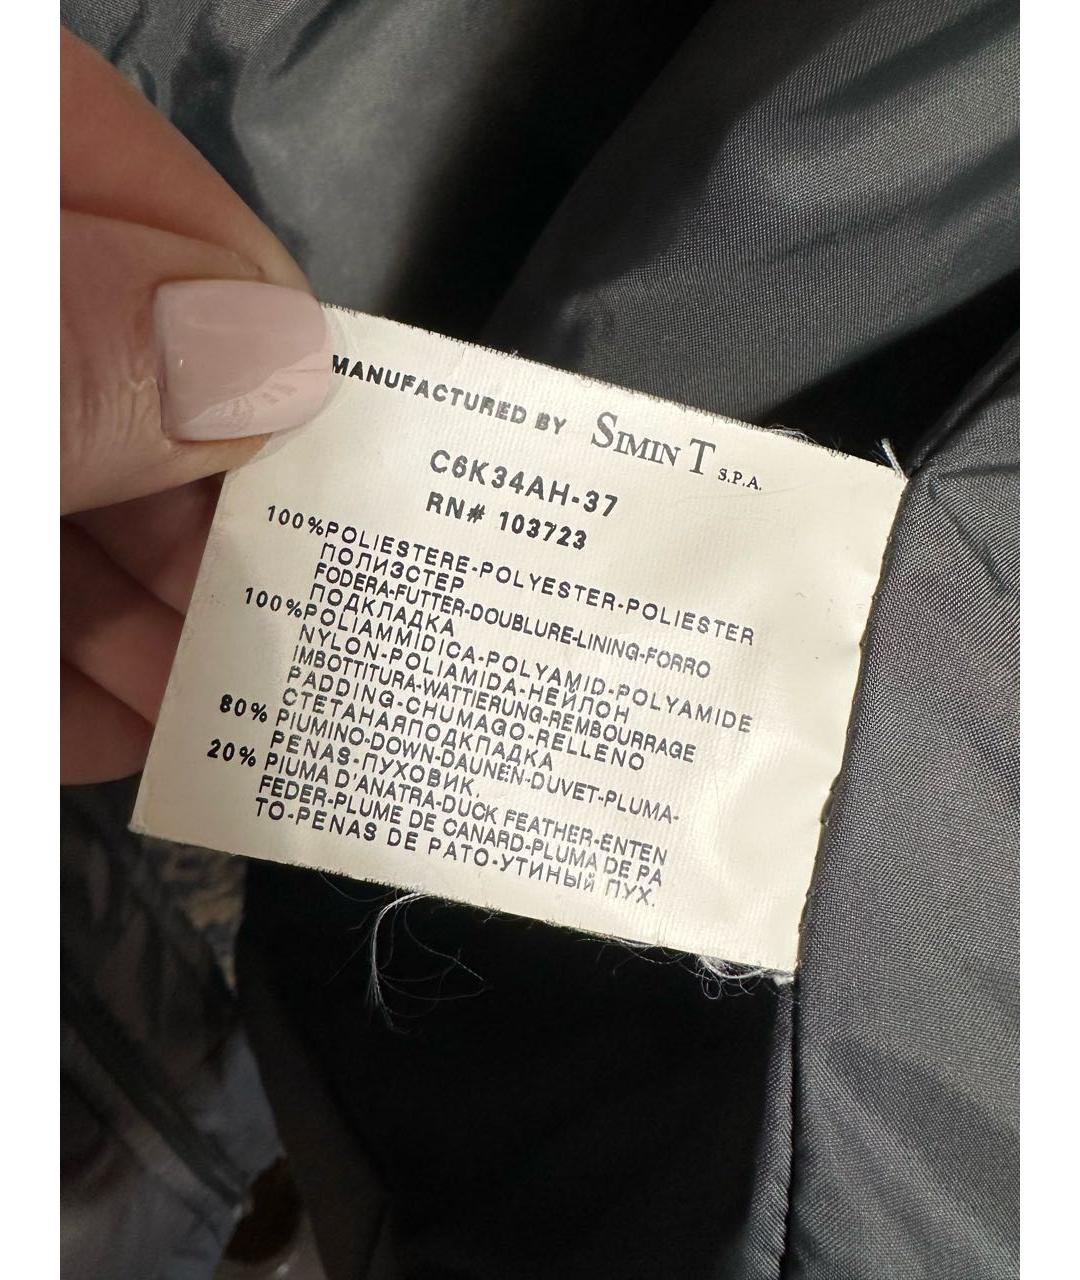 MANUFACTURED BY SIMIN T S.P.A.
C6K34AH-37
RN# 103723
100%POLIESTERE-POLYESTER-POLIESTER
ПОЛИЭСТЕР
FODERA-FUTTER-DOUBLURE-LINING-FORRO
ПОДКЛАДКА
100%POLIAMMIDICA-POLYAMID-POLYAMIDE
NYLON-POLIAMIDA-НЕЙЛОН
IMBOTTITURA-WATTIERUNG-REMBOURRAGE
PADDING-CHUMAGO-RELLENO
СТЕГАНАЯПОДКЛАДКА
80% PIUMINO-DOWN-DAUNEN-DUVET-PLUMA-
PENAS-ПУХОВИК.
20% PIUMA D'ANATRA-DUCK FEATHER-ENTEN
FEDER-PLUME DE CANARD-PLUMA DE PA
TO-PENAS DE PATO-УТИНЫЙ ПУХ.